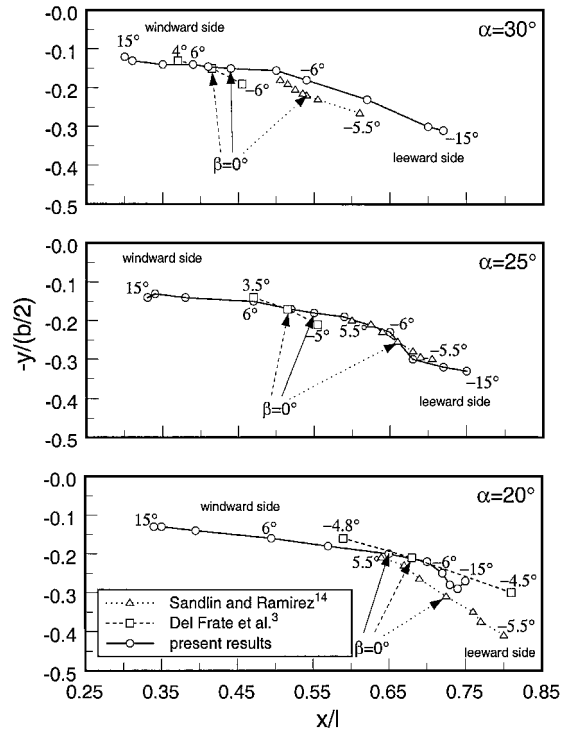 -0.0
windward side
α=30°
15°
4° 6°
-0.1
−6°
-0.2
−6°
-0.3
−5.5°
−15°
β=0°
leeward side
-0.4
-0.5
-0.0
windward side
α=25°
-0.1
3.5°
15°
6°
-0.2
−5°
5.5°
−6°
-0.3
−5.5°
−15°
β=0°
leeward side
-0.4
-0.5
-y/(b/2)
-0.0
α=20°
windward side
-0.1
15°
6°
−4.8°
-0.2
5.5°
−6°
−15°
−4.5°
-0.3
Sandlin and Ramirez14
Del Frate et al.3
present results
-0.4
β=0°
−5.5°
leeward side
-0.5
0.25 0.35 0.45 0.55 0.65 0.75 0.85
x/l